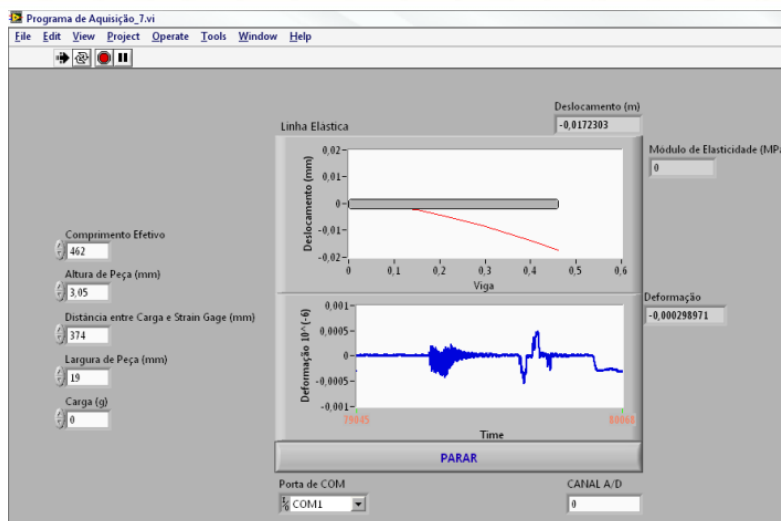 Programa de Aquisição_7.vi
File Edit View Project Operate Tools Window Help
Deslocamento (m)
-0,0172303
Linha Elàstica
Módulo de Elasticidade (MPa
0
Deslocamento (mm)
0,02
0,01
0
-0,01
-0,02
0 0,1 0,2 0,3 0,4 0,5 0,6
Viga
Comprimento Efetivo
462
Altura de Peça (mm)
3,05
Distância entre Carga e Strain Gage (mm)
374
Largura de Peça (mm)
19
Carga (g)
0
Deformação
-0,000298971
Deformação 10^(-6)
0,001
0,0005
0
-0,0005
-0,001
79045 80068
Time
PARAR
Porta de COM
COM1
CANAL A/D
0